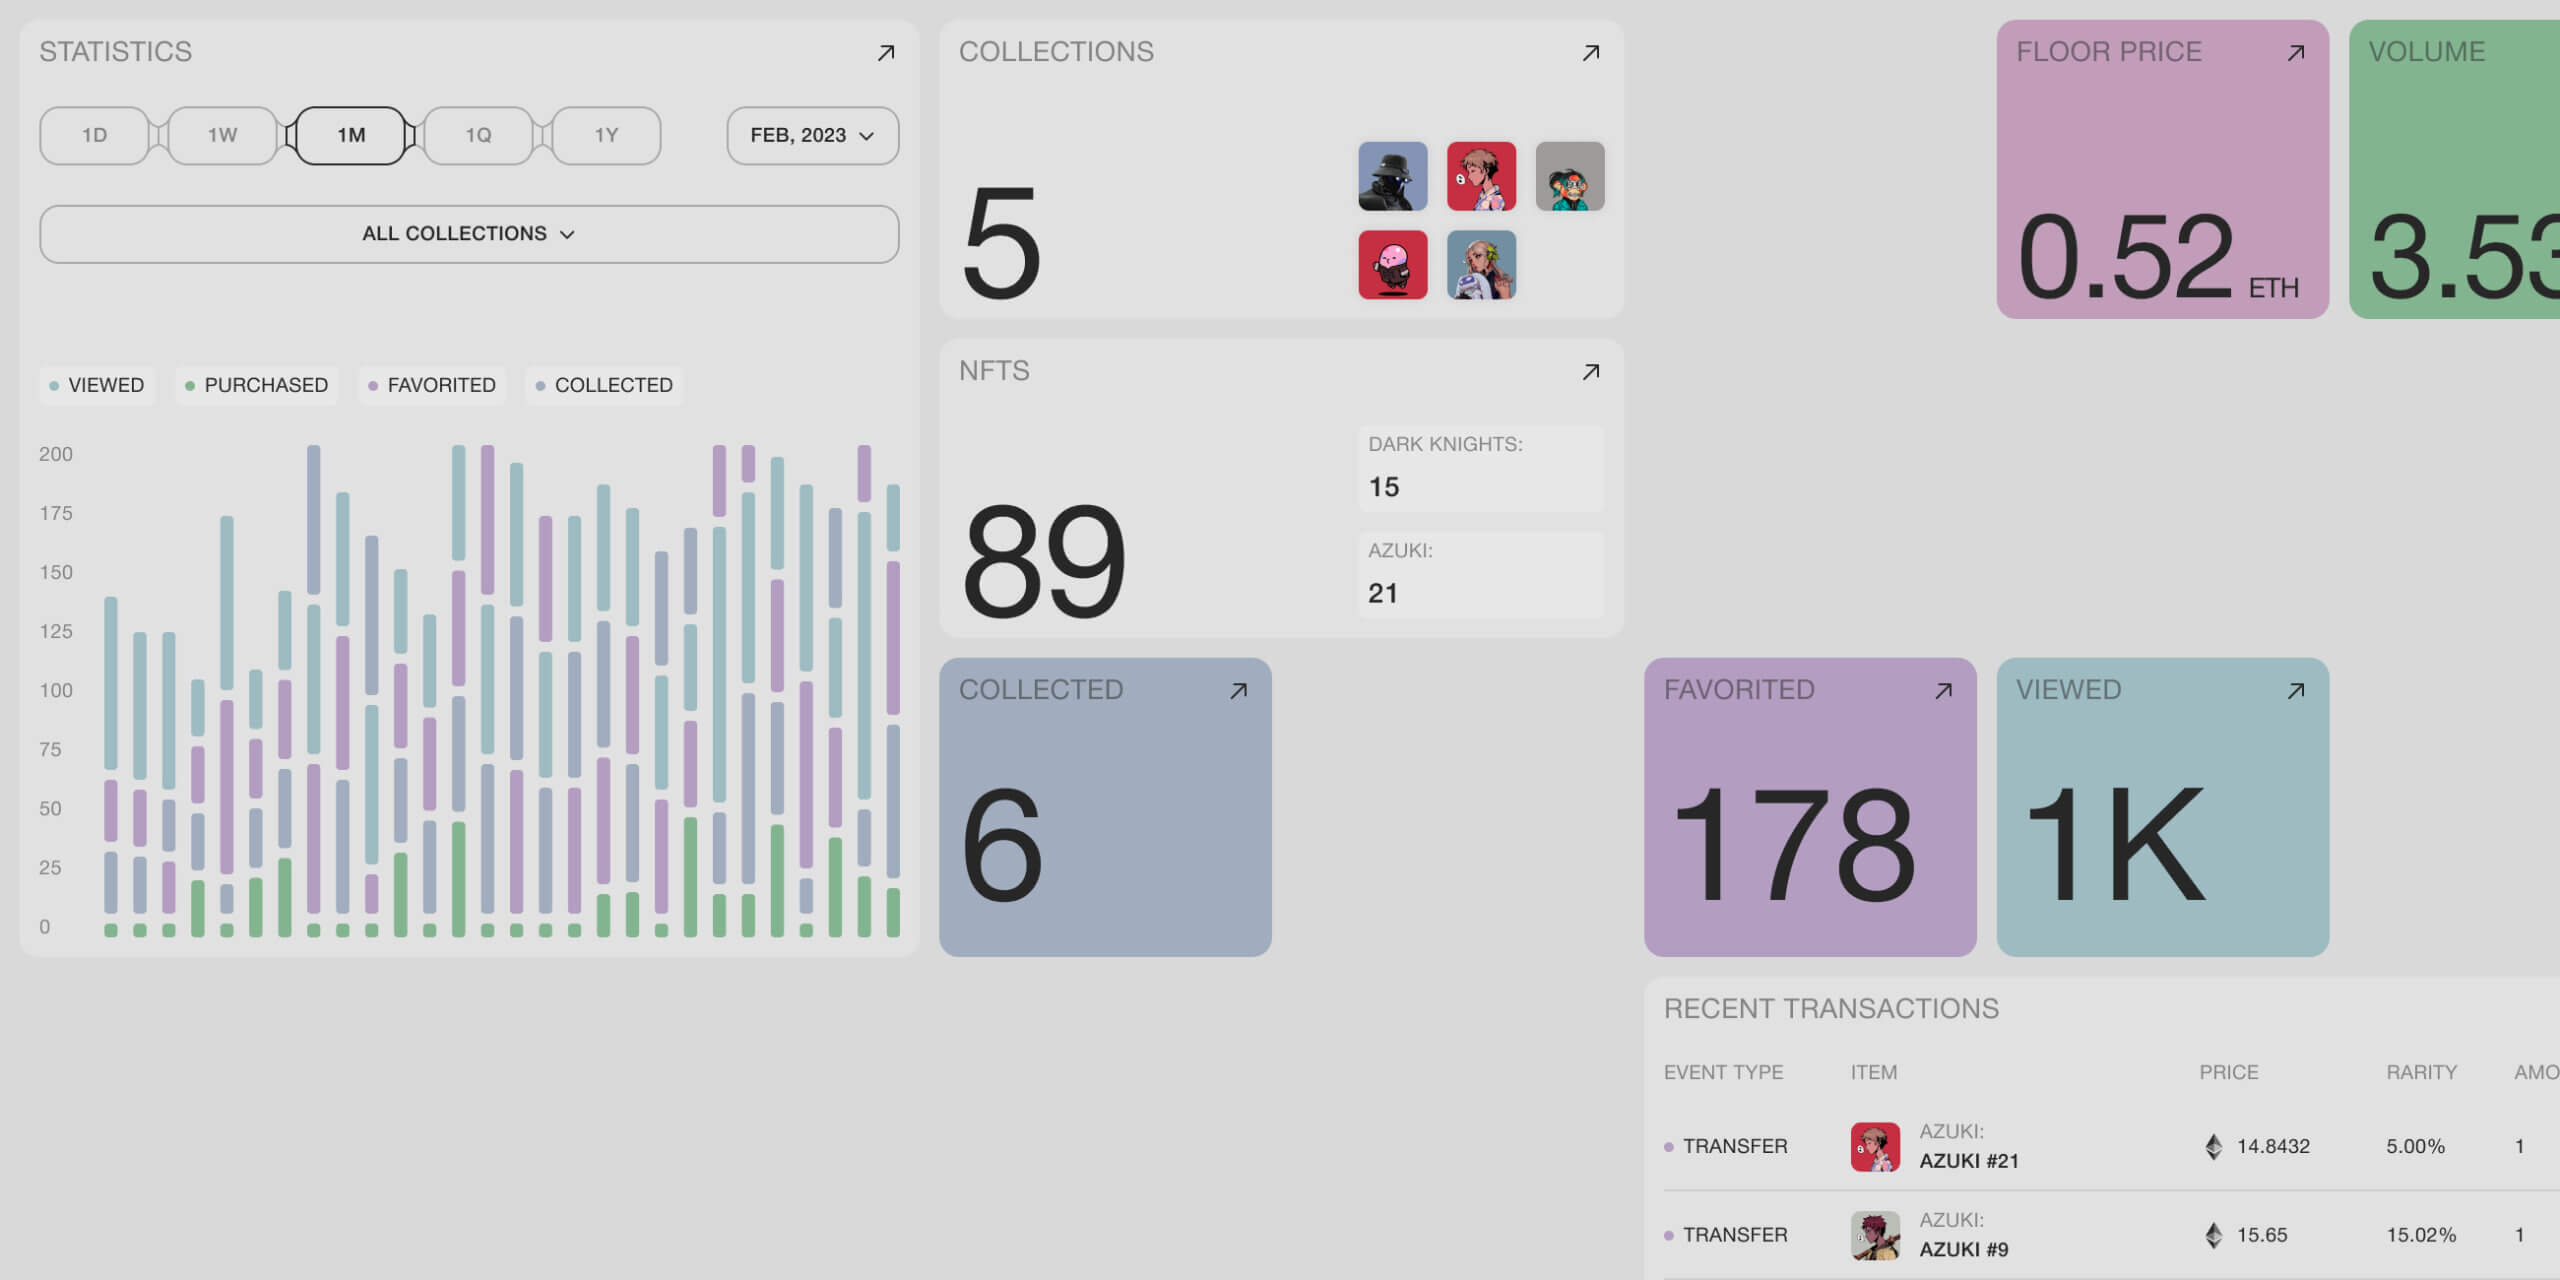 STATISTICS
1D 1W 1M 1Q 1Y
FEB, 2023
ALL COLLECTIONS
VIEWED PURCHASED FAVORITED COLLECTED
200
175
150
125
100
75
50
25
0
COLLECTIONS
5
NFTS
89
DARK KNIGHTS:
15
AZUKI:
21
COLLECTED
6
FLOOR PRICE
0.52 ETH
VOLUME
3.53
FAVORITED
178
VIEWED
1K
RECENT TRANSACTIONS
EVENT TYPE ITEM PRICE RARITY AMO
TRANSFER
AZUKI:
AZUKI #21
14.8432 5.00% 1
TRANSFER
AZUKI:
AZUKI #9
15.65 15.02% 1